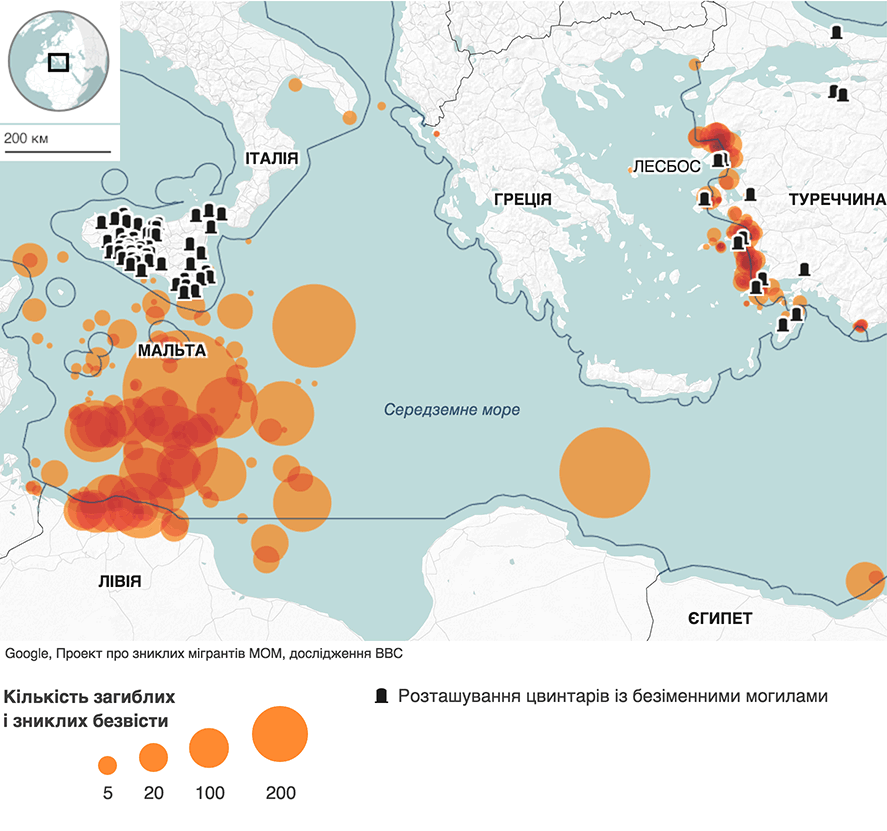 200 км
ІТАЛІЯ
ГРЕЦІЯ
ЛЕСБОС
ТУРЕЧЧИНА
МАЛЬТА
Середземне море
ЛІВІЯ
ЄГИПЕТ
Google, Проект про зниклих мігрантів МОМ, дослідження BBC
Кількість загиблих
і зниклих безвісти
5 20 100 200
Розташування цвинтарів із безіменними могилами